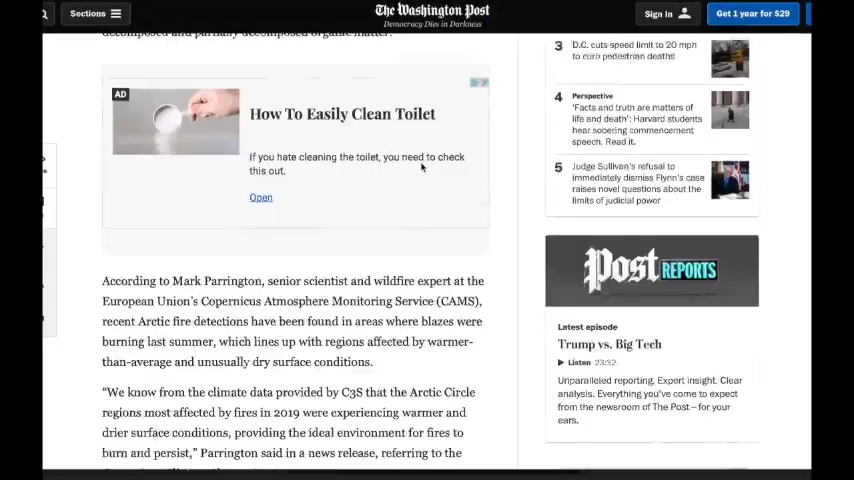 Sections
The Washington Post
Democracy Dies in Darkness
Sign In
Get 1 year for $29
decomposed and partially decomposed organic matter.
AD
How To Easily Clean Toilet
If you hate cleaning the toilet, you need to check
this out.
Open
According to Mark Parrington, senior scientist and wildfire expert at the
European Union's Copernicus Atmosphere Monitoring Service (CAMS),
recent Arctic fire detections have been found in areas where blazes were
burning last summer, which lines up with regions affected by warmer-
than-average and unusually dry surface conditions.
"We know from the climate data provided by C3S that the Arctic Circle
regions most affected by fires in 2019 were experiencing warmer and
drier surface conditions, providing the ideal environment for fires to
burn and persist," Parrington said in a news release, referring to the
3 D.C. cuts speed limit to 20 mph
to curb pedestrian deaths
4 Perspective
'Facts and truth are matters of
life and death': Harvard students
hear sobering commencement
speech. Read it.
5 Judge Sullivan's refusal to
immediately dismiss Flynn's case
raises novel questions about the
limits of judicial power
Post REPORTS
Latest episode
Trump vs. Big Tech
Listen 23:32
Unparalleled reporting. Expert insight. Clear
analysis. Everything you've come to expect
from the newsroom of The Post – for your
ears.